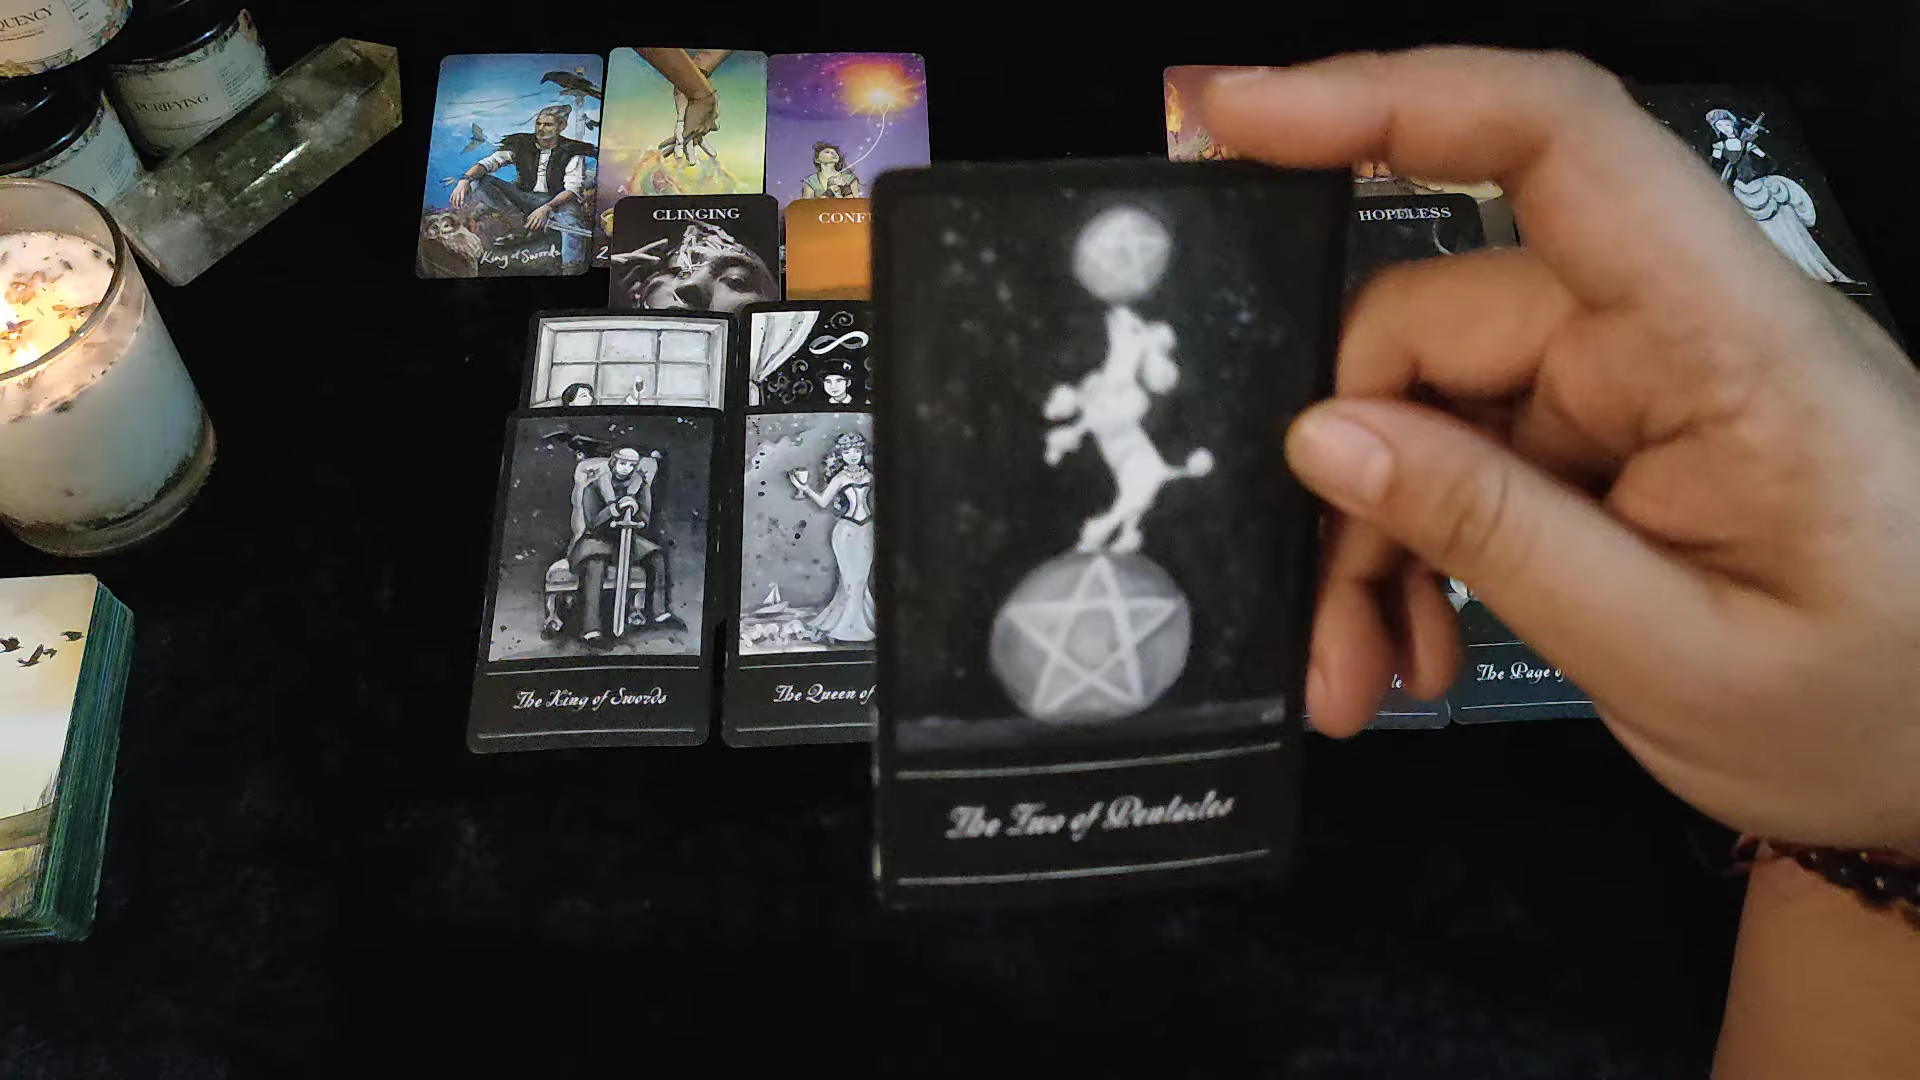 QUENCY
PURIFYING
King of Swords
2
CLINGING
CONF
HOPELESS
The King of Swords
The Queen of
The Page of
The Two of Pentacles